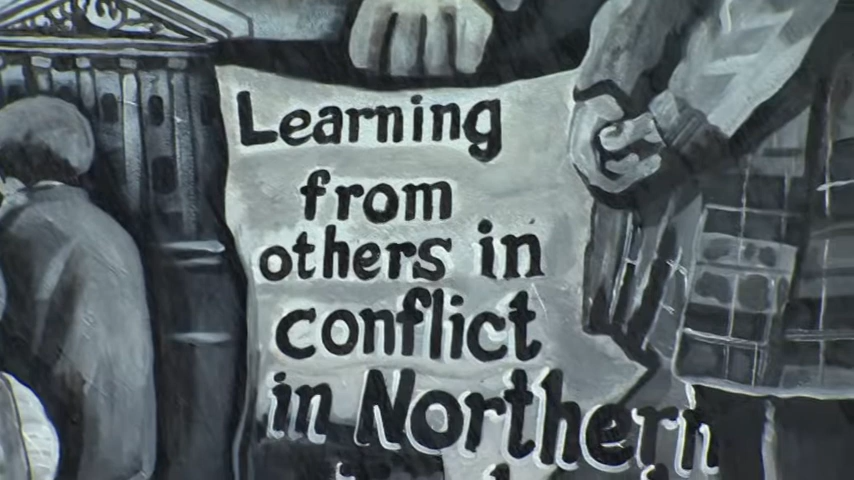 Learning
from
others in
conflict
in Northern